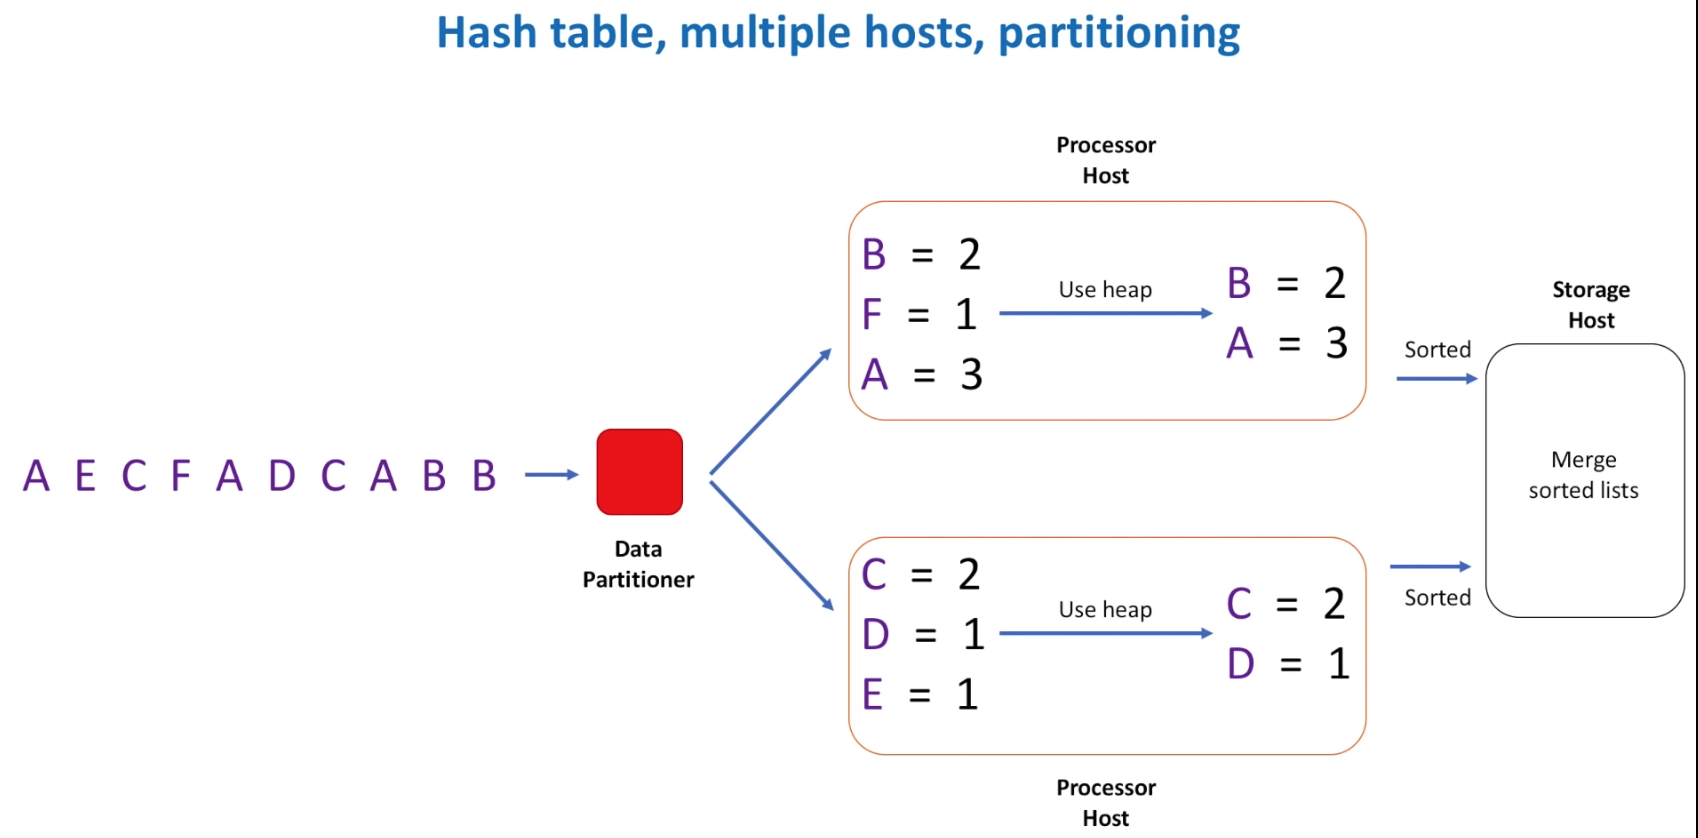 Hash table, multiple hosts, partitioning
A E C F A D C A B B
Data
Partitioner
Processor
Host
B = 2
F = 1
A = 3
Use heap
B = 2
A = 3
Sorted
C = 2
D = 1
E = 1
Use heap
C = 2
D = 1
Sorted
Processor
Host
Storage
Host
Merge
sorted lists